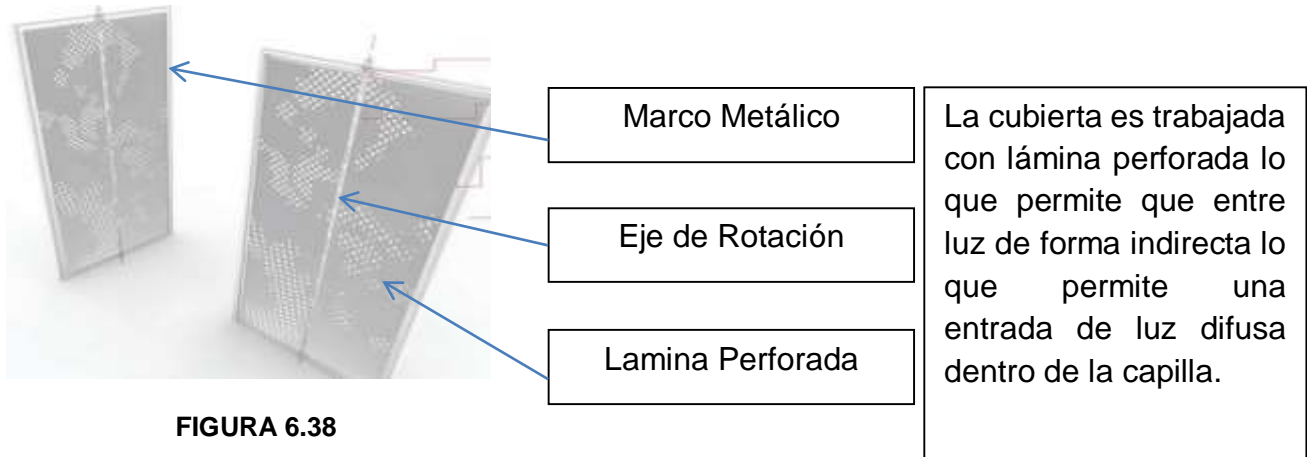 Marco Metálico
Eje de Rotación
Lamina Perforada
La cubierta es trabajada
con lámina perforada lo
que permite que entre
luz de forma indirecta lo
que permite una
entrada de luz difusa
dentro de la capilla.
FIGURA 6.38